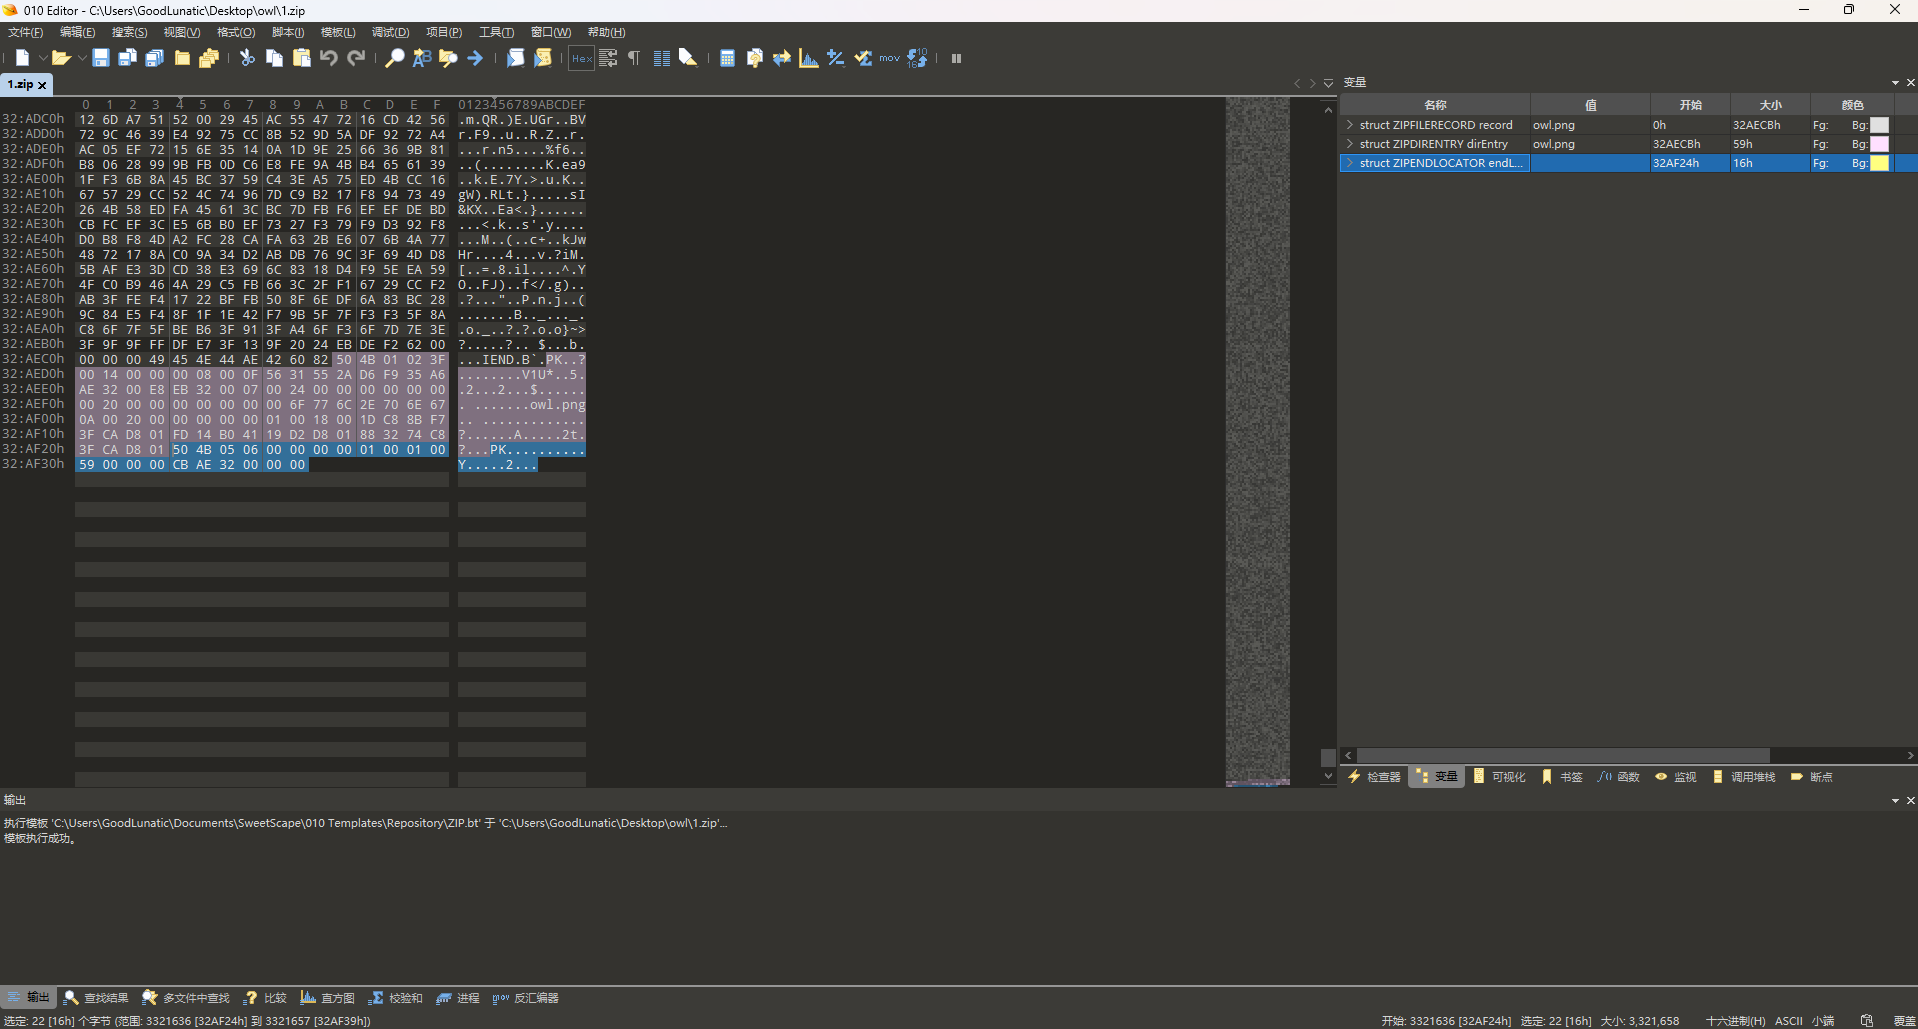 010 Editor - C:\Users\GoodLunatic\Desktop\owl\1.zip
文件(F) 编辑(E) 搜索(S) 视图(V) 格式(O) 脚本(I) 模板(L) 调试(D) 项目(P) 工具(T) 窗口(W) 帮助(H)
1.zip
0 1 2 3 4 5 6 7 8 9 A B C D E F 0123456789ABCDEF
32:ADC0h 12 6D A7 51 52 00 29 45 AC 55 47 72 16 CD 42 56 .m.QR.)E.UGr..BV
32:ADD0h 72 9C 46 39 E4 92 75 CC 8B 52 9D 5A DF 92 72 A4 r.F9..u..R.Z..r.
32:ADE0h AC 05 EF 72 15 6E 35 14 0A 1D 9E 25 66 36 9B 81 ...r.n5....%f6..
32:ADF0h B8 06 28 99 9B FB 0D C6 E8 FE 9A 4B B4 65 61 39 ..(........K.ea9
32:AE00h 1F F3 6B 8A 45 BC 37 59 C4 3E A5 75 ED 4B CC 16 ..k.E.7Y.>.u.K..
32:AE10h 67 57 29 CC 52 4C 74 96 7D C9 B2 17 F8 94 73 49 gW).RLt.}.....sI
32:AE20h 26 4B 58 ED FA 45 61 3C BC 7D FB F6 EF EF DE BD &KX..Ea<.}......
32:AE30h CB FC EF 3C E5 6B B0 EF 73 27 F3 79 F9 D3 92 F8 ...<.k..s'.y....
32:AE40h D0 B8 F8 4D A2 FC 28 CA FA 63 2B E6 07 6B 4A 77 ...M..(..c+..kJw
32:AE50h 48 72 17 8A C0 9A 34 D2 AB DB 76 9C 3F 69 4D D8 Hr....4...v.?iM.
32:AE60h 5B AF E3 3D CD 38 E3 69 6C 83 18 D4 F9 5E EA 59 [..=.8.il....^.Y
32:AE70h 4F C0 B9 46 4A 29 C5 FB 66 3C 2F F1 67 29 CC F2 O..FJ)..f</.g)..
32:AE80h AB 3F FE F4 17 22 BF FB 50 8F 6E DF 6A 83 BC 28 .?..."..P.n.j..(
32:AE90h 9C 84 E5 F4 8F 1F 1E 42 F7 9B 5F 7F F3 F3 5F 8A .......B.._..._.
32:AEA0h C8 6F 7F 5F BE B6 3F 91 3F A4 6F F3 6F 7D 7E 3E .o._..?.?.o.o}~>
32:AEB0h 3F 9F 9F FF DF E7 3F 13 9F 20 24 EB DE F2 62 00 ?.....?.. $...b.
32:AEC0h 00 00 00 49 45 4E 44 AE 42 60 82 50 4B 01 02 3F ...IEND.B`.PK..?
32:AED0h 00 14 00 00 00 08 00 0F 56 31 55 2A D6 F9 35 A6 ........V1U*..5.
32:AEE0h AE 32 00 E8 EB 32 00 07 00 24 00 00 00 00 00 00 .2...2...$......
32:AEF0h 00 20 00 00 00 00 00 00 00 6F 77 6C 2E 70 6E 67 . .......owl.png
32:AF00h 0A 00 20 00 00 00 00 00 01 00 18 00 1D C8 8B F7 .. .............
32:AF10h 3F CA D8 01 FD 14 B0 41 19 D2 D8 01 88 32 74 C8 ?......A.....2t.
32:AF20h 3F CA D8 01 50 4B 05 06 00 00 00 00 01 00 01 00 ?...PK..........
32:AF30h 59 00 00 00 CB AE 32 00 00 00 Y.....2...
变量
名称 值 开始 大小 颜色
struct ZIPFILERECORD record owl.png 0h 32AECBh Fg: Bg:
struct ZIPDIRENTRY dirEntry owl.png 32AECBh 59h Fg: Bg:
struct ZIPENDLOCATOR endL... 32AF24h 16h Fg: Bg:
检查器 变量 可视化 书签 函数 监视 调用堆栈 断点
输出
执行模板 'C:\Users\GoodLunatic\Documents\SweetScape\010 Templates\Repository\ZIP.bt' 于 'C:\Users\GoodLunatic\Desktop\owl\1.zip'...
模板执行成功。
输出 查找结果 多文件中查找 比较 直方图 校验和 进程 反汇编器
选定: 22 [16h] 个字节 (范围: 3321636 [32AF24h] 到 3321657 [32AF39h]) 开始: 3321636 [32AF24h] 选定: 22 [16h] 大小: 3,321,658 十六进制(H) ASCII 小端 覆盖